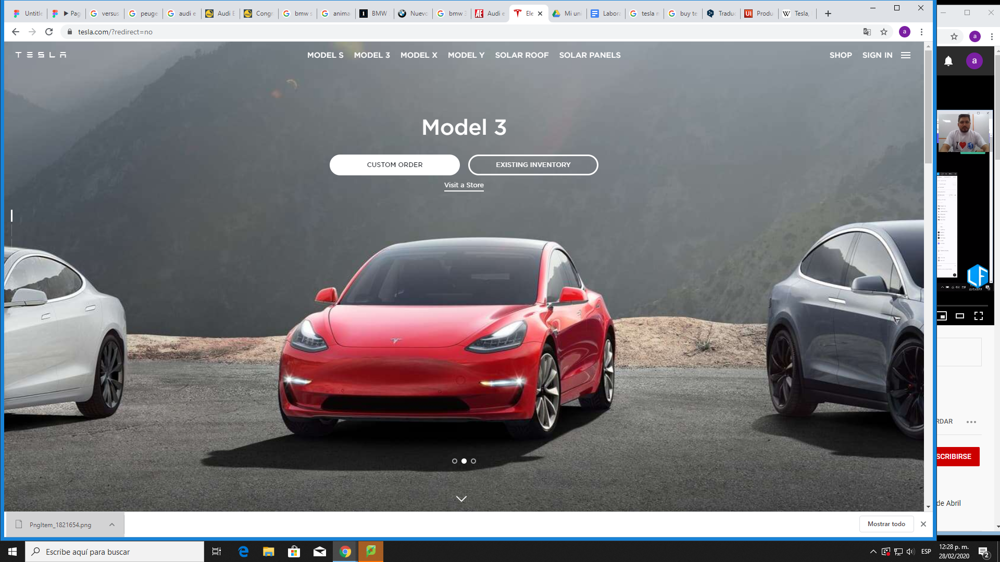 Untitle
Pag
versus
peuge
audi e
Audi E
Congr
bmw s
anima
BMW
Nuevo
bmw 3
Audi e
Ele
Mi uni
Labora
tesla n
buy te
Traduc
Produ
Tesla,
tesla.com/?redirect=no
a
a
TESLA
MODEL S
MODEL 3
MODEL X
MODEL Y
SOLAR ROOF
SOLAR PANELS
SHOP
SIGN IN
a
Model 3
CUSTOM ORDER
EXISTING INVENTORY
Visit a Store
I
LF
RDAR
SCRIBIRSE
de Abril
PngItem_1821654.png
Mostrar todo
Escribe aquí para buscar
ESP
12:28 p. m.
28/02/2020
2